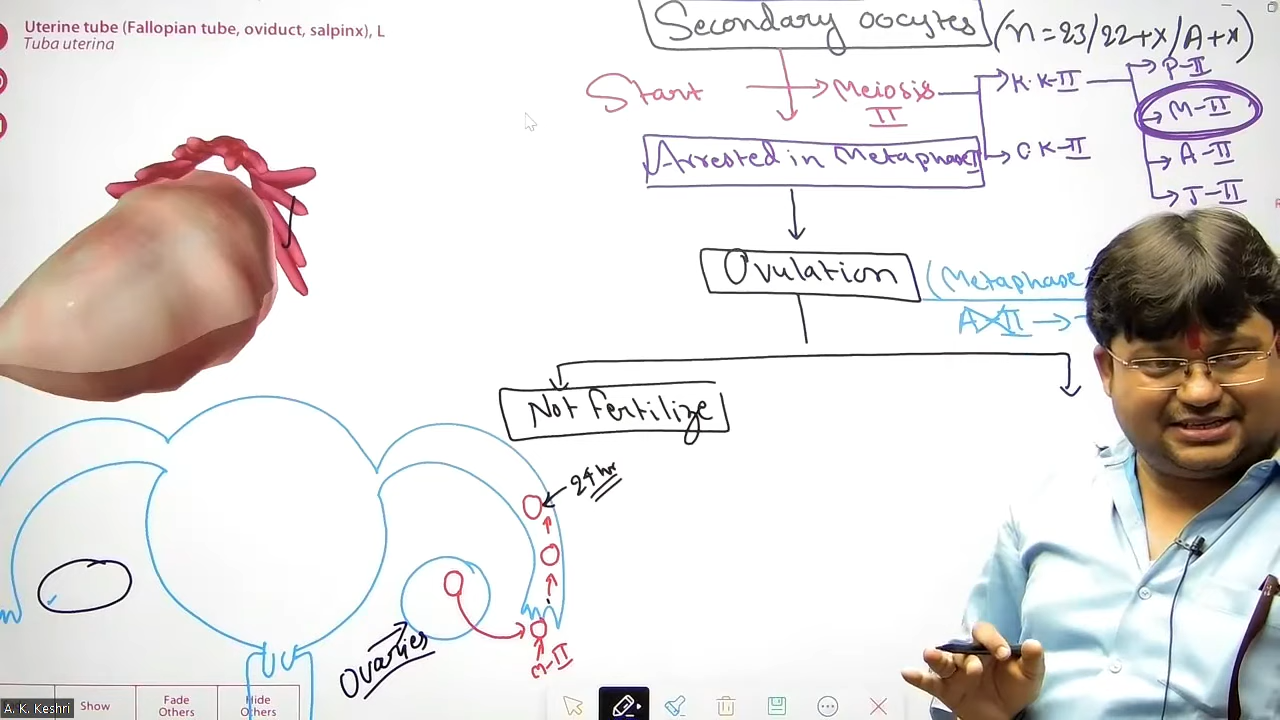 Uterine tube (Fallopian tube, oviduct, salpinx), L
Tuba uterina
Secondary oocytes (n=23/22+x/A+x)
Start → Meiosis II
K.K-II
P-II
M-II
A-II
T-II
C.K-II
Arrested in Metaphase II
Ovulation (Metaphase
A-II →
Not Fertilize
24 hr
M-II
Ovaries
A. K. Keshri
Show
Fade Others
Hide Others